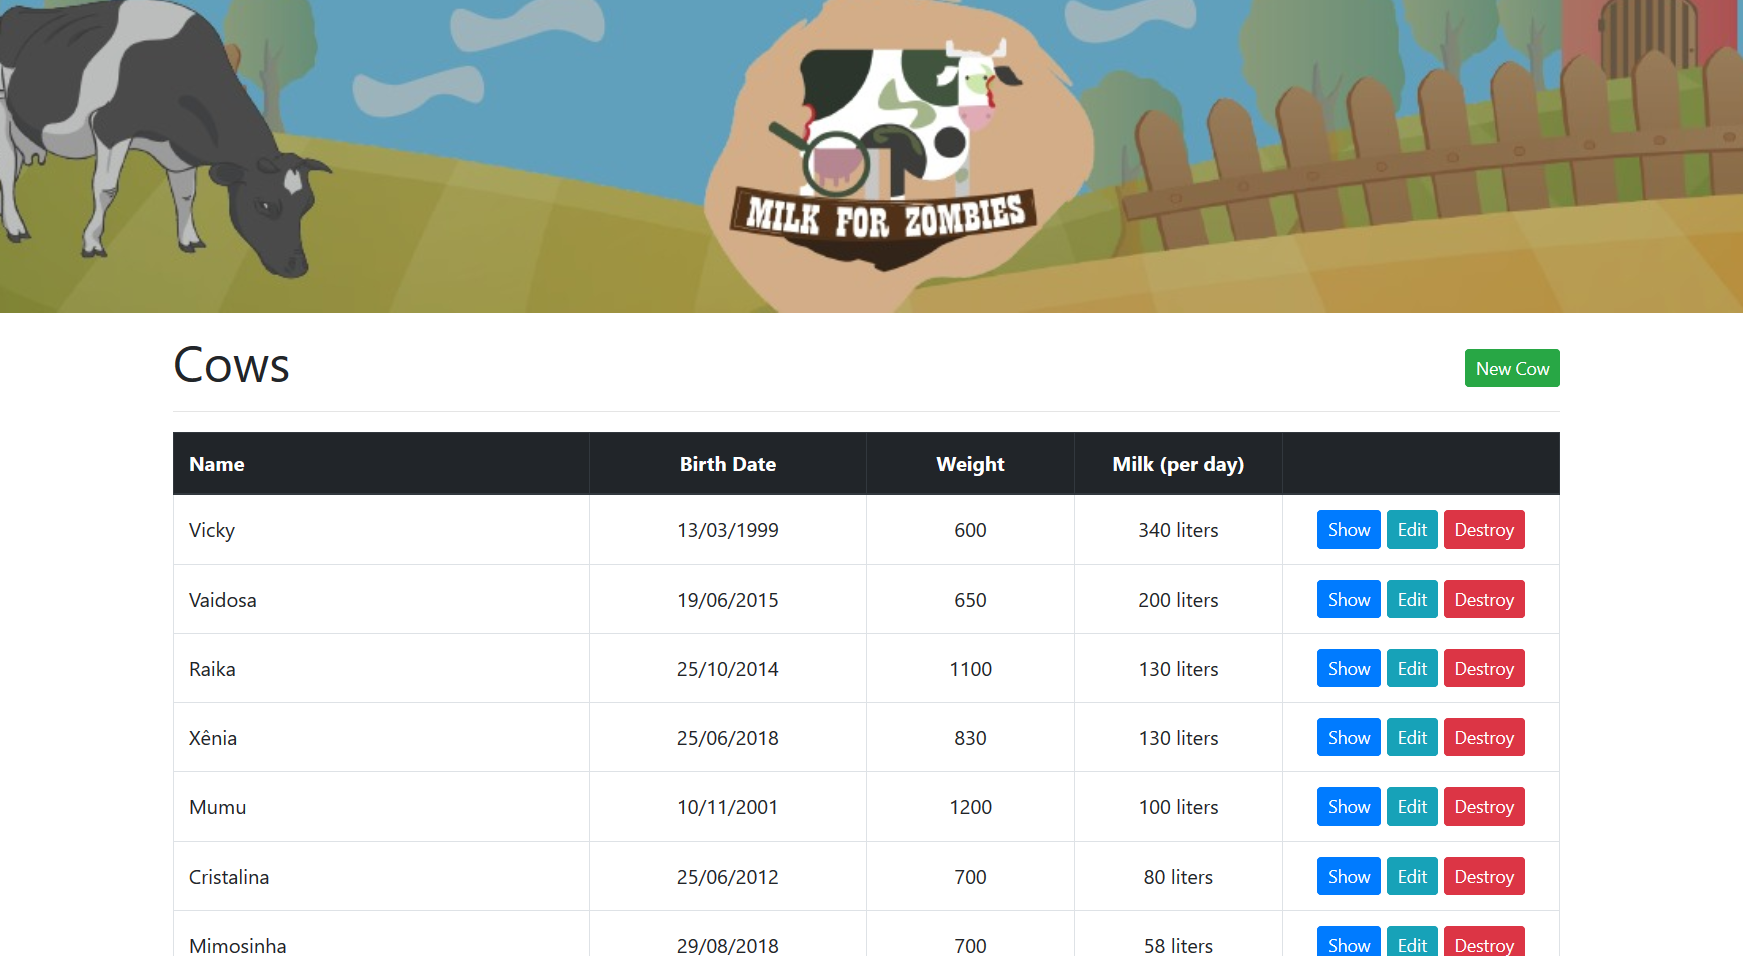 MILK FOR ZOMBIES
Cows
New Cow
Name Birth Date Weight Milk (per day)
Vicky 13/03/1999 600 340 liters Show Edit Destroy
Vaidosa 19/06/2015 650 200 liters Show Edit Destroy
Raika 25/10/2014 1100 130 liters Show Edit Destroy
Xênia 25/06/2018 830 130 liters Show Edit Destroy
Mumu 10/11/2001 1200 100 liters Show Edit Destroy
Cristalina 25/06/2012 700 80 liters Show Edit Destroy
Mimosinha 29/08/2018 700 58 liters Show Edit Destroy